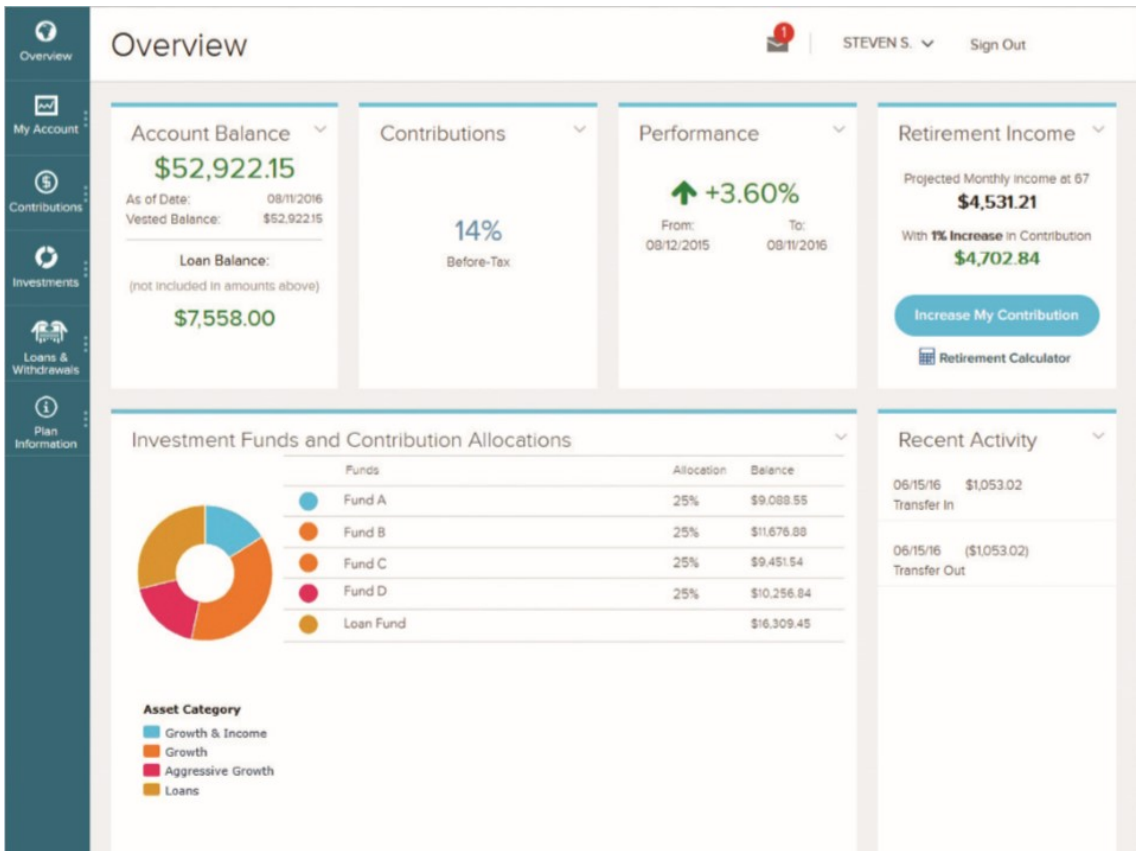 Overview
My Account
Contributions
Investments
Loans &
Withdrawals
Plan
Information
Overview
1
STEVEN S.
Sign Out
Account Balance
$52,922.15
As of Date: 08/11/2016
Vested Balance: $52,922.15
Loan Balance:
(not included in amounts above)
$7,558.00
Contributions
14%
Before-Tax
Performance
+3.60%
From: To:
08/12/2015 08/11/2016
Retirement Income
Projected Monthly Income at 67
$4,531.21
With 1% Increase in Contribution
$4,702.84
Increase My Contribution
Retirement Calculator
Investment Funds and Contribution Allocations
Funds Allocation Balance
Fund A 25% $9,088.55
Fund B 25% $11,676.88
Fund C 25% $9,451.54
Fund D 25% $10,256.84
Loan Fund $16,309.45
Asset Category
Growth & Income
Growth
Aggressive Growth
Loans
Recent Activity
06/15/16 $1,053.02
Transfer In
06/15/16 ($1,053.02)
Transfer Out